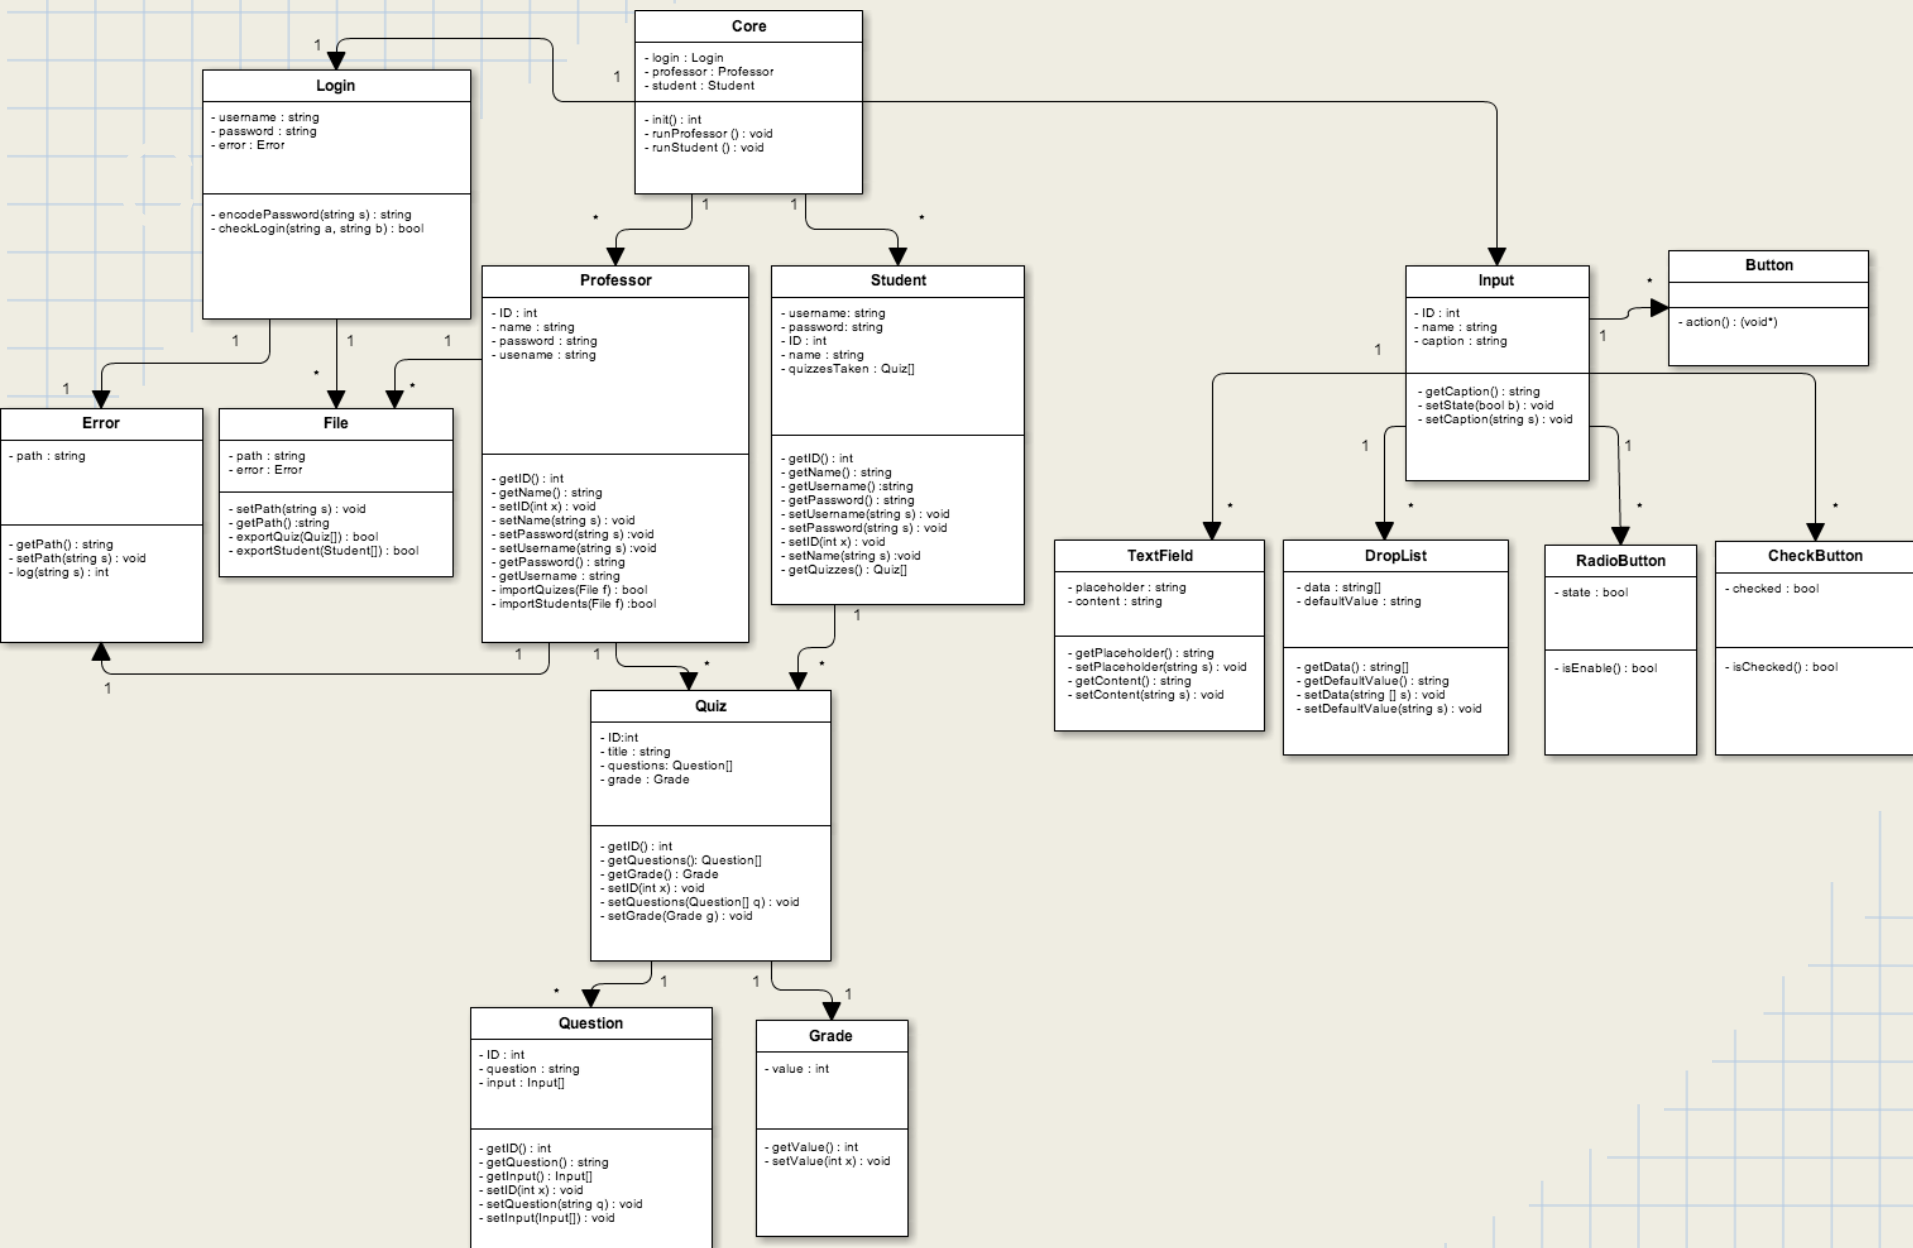 Core
- login : Login
- professor : Professor
- student : Student
- init() : int
- runProfessor () : void
- runStudent () : void
1
1
Login
- username : string
- password : string
- error : Error
- encodePassword(string s) : string
- checkLogin(string a, string b) : bool
*
1
1
*
Professor
- ID : int
- name : string
- password : string
- usename : string
- getID() : int
- getName() : string
- setID(int x) : void
- setName(string s) : void
- setPassword(string s) :void
- setUsername(string s) :void
- getPassword() : string
- getUsername : string
- importQuizes(File f) : bool
- importStudents(File f) :bool
Student
- username: string
- password: string
- ID : int
- name : string
- quizzesTaken : Quiz[]
- getID() : int
- getName() : string
- getUsername() :string
- getPassword() : string
- setUsername(string s) : void
- setPassword(string s) : void
- setID(int x) : void
- setName(string s) :void
- getQuizzes() : Quiz[]
Input
- ID : int
- name : string
- caption : string
- getCaption() : string
- setState(bool b) : void
- setCaption(string s) : void
*
1
Button
- action() : (void*)
1
1
1
1
1
*
*
Error
- path : string
- getPath() : string
- setPath(string s) : void
- log(string s) : int
File
- path : string
- error : Error
- setPath(string s) : void
- getPath() :string
- exportQuiz(Quiz[]) : bool
- exportStudent(Student[]) : bool
1
1
1
*
*
*
*
TextField
- placeholder : string
- content : string
- getPlaceholder() : string
- setPlaceholder(string s) : void
- getContent() : string
- setContent(string s) : void
DropList
- data : string[]
- defaultValue : string
- getData() : string[]
- getDefaultValue() : string
- setData(string [] s) : void
- setDefaultValue(string s) : void
RadioButton
- state : bool
- isEnable() : bool
CheckButton
- checked : bool
- isChecked() : bool
1
1
1
1
*
*
Quiz
- ID:int
- title : string
- questions: Question[]
- grade : Grade
- getID() : int
- getQuestions(): Question[]
- getGrade() : Grade
- setID(int x) : void
- setQuestions(Question[] q) : void
- setGrade(Grade g) : void
*
1
1
1
Question
- ID : int
- question : string
- input : Input[]
- getID() : int
- getQuestion() : string
- getInput() : Input[]
- setID(int x) : void
- setQuestion(string q) : void
- setInput(Input[]) : void
Grade
- value : int
- getValue() : int
- setValue(int x) : void